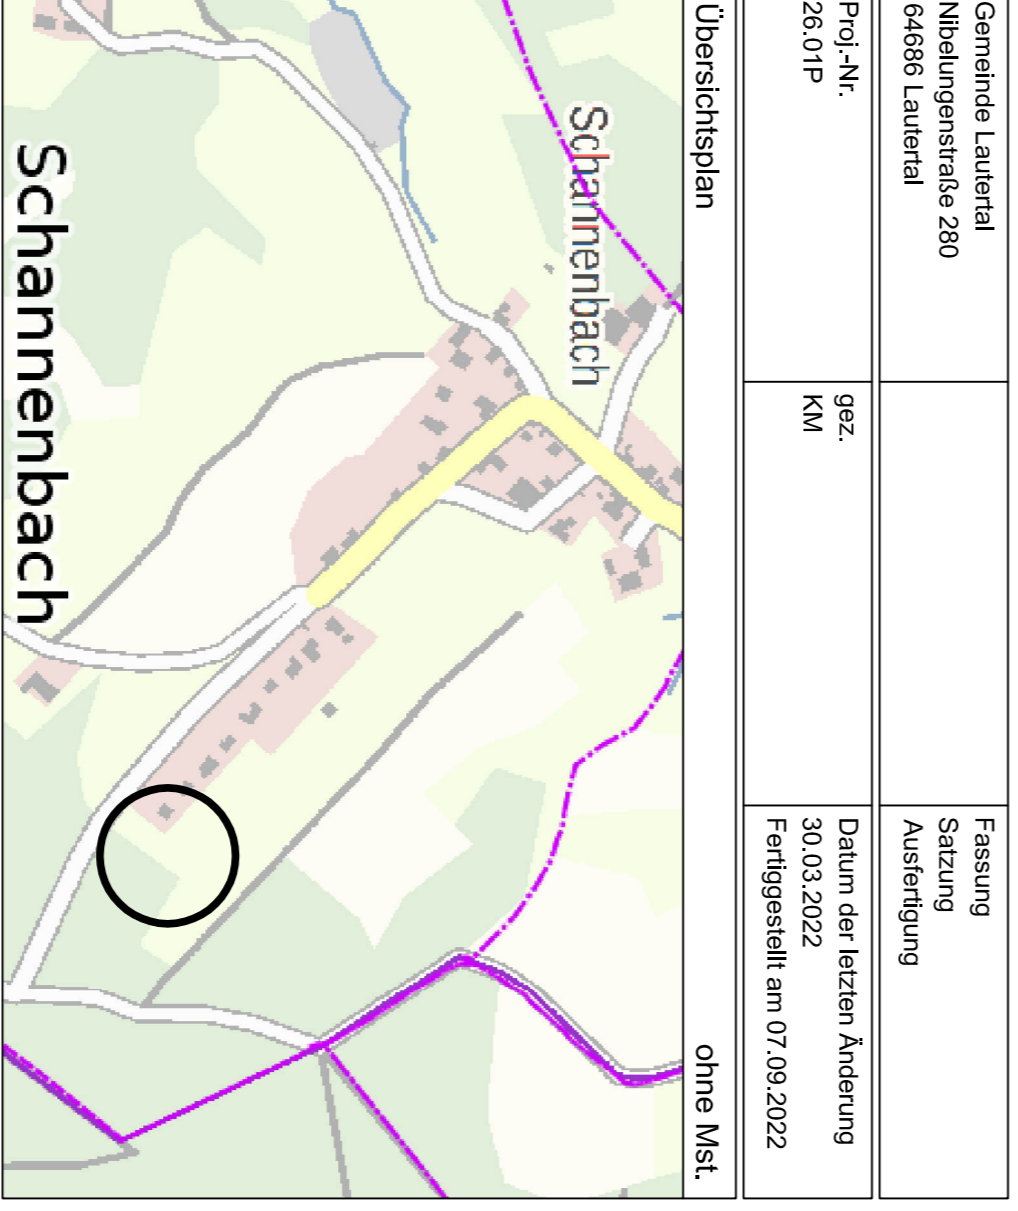 Gemeinde Lautertal
Nibelungenstraße 280
64686 Lautertal
Fassung
Satzung
Ausfertigung
Proj.-Nr.
26.01P
gez.
KM
Datum der letzten Änderung
30.03.2022
Fertiggestellt am 07.09.2022
Übersichtsplan
ohne Mst.
Schannenbach
Schannenbach